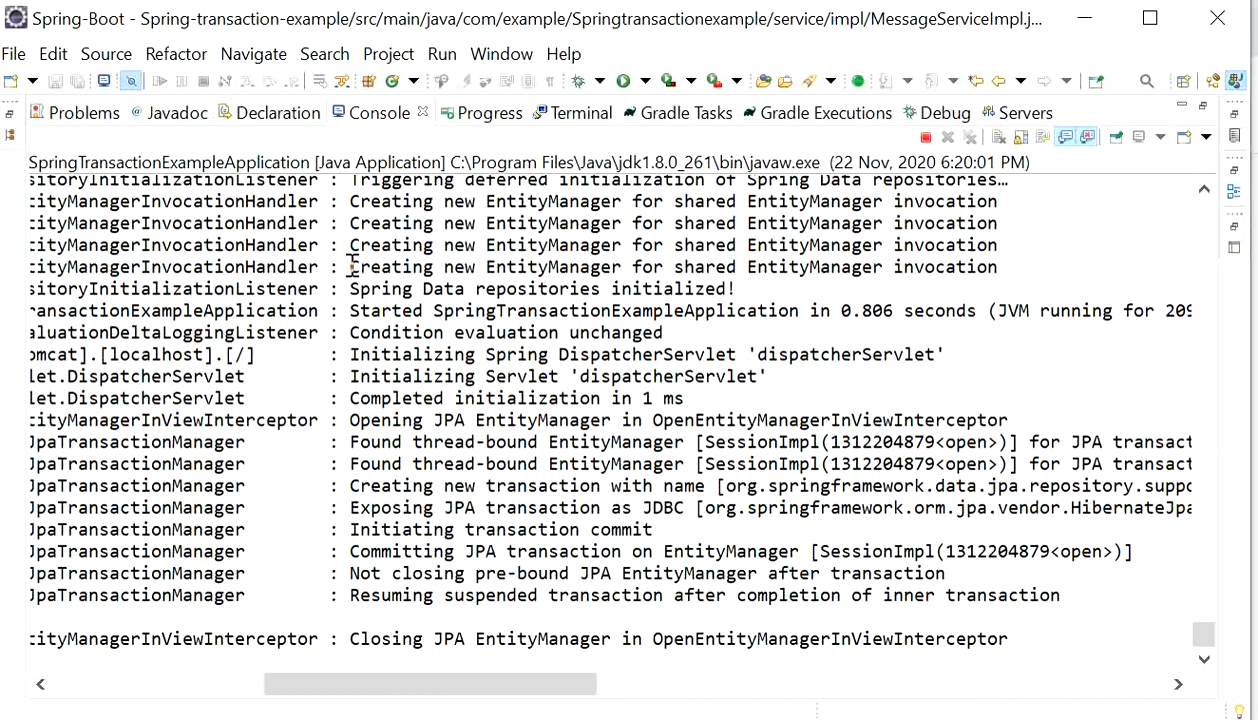 Spring-Boot - Spring-transaction-example/src/main/java/com/example/Springtransactionexample/service/impl/MessageServiceImpl.j...
File Edit Source Refactor Navigate Search Project Run Window Help
Problems @ Javadoc Declaration Console Progress Terminal Gradle Tasks Gradle Executions Debug Servers
SpringTransactionExampleApplication [Java Application] C:\Program Files\Java\jdk1.8.0_261\bin\javaw.exe (22 Nov, 2020 6:20:01 PM)
sitoryInitializationListener : Triggering deferred initialization of Spring Data repositories…
tityManagerInvocationHandler : Creating new EntityManager for shared EntityManager invocation
tityManagerInvocationHandler : Creating new EntityManager for shared EntityManager invocation
tityManagerInvocationHandler : Creating new EntityManager for shared EntityManager invocation
tityManagerInvocationHandler : Creating new EntityManager for shared EntityManager invocation
sitoryInitializationListener : Spring Data repositories initialized!
ransactionExampleApplication : Started SpringTransactionExampleApplication in 0.806 seconds (JVM running for 209
aluationDeltaLoggingListener : Condition evaluation unchanged
omcat].[localhost].[/] : Initializing Spring DispatcherServlet 'dispatcherServlet'
let.DispatcherServlet : Initializing Servlet 'dispatcherServlet'
let.DispatcherServlet : Completed initialization in 1 ms
tityManagerInViewInterceptor : Opening JPA EntityManager in OpenEntityManagerInViewInterceptor
JpaTransactionManager : Found thread-bound EntityManager [SessionImpl(1312204879<open>)] for JPA transact
JpaTransactionManager : Found thread-bound EntityManager [SessionImpl(1312204879<open>)] for JPA transact
JpaTransactionManager : Creating new transaction with name [org.springframework.data.jpa.repository.suppo
JpaTransactionManager : Exposing JPA transaction as JDBC [org.springframework.orm.jpa.vendor.HibernateJpa
JpaTransactionManager : Initiating transaction commit
JpaTransactionManager : Committing JPA transaction on EntityManager [SessionImpl(1312204879<open>)]
JpaTransactionManager : Not closing pre-bound JPA EntityManager after transaction
JpaTransactionManager : Resuming suspended transaction after completion of inner transaction
tityManagerInViewInterceptor : Closing JPA EntityManager in OpenEntityManagerInViewInterceptor